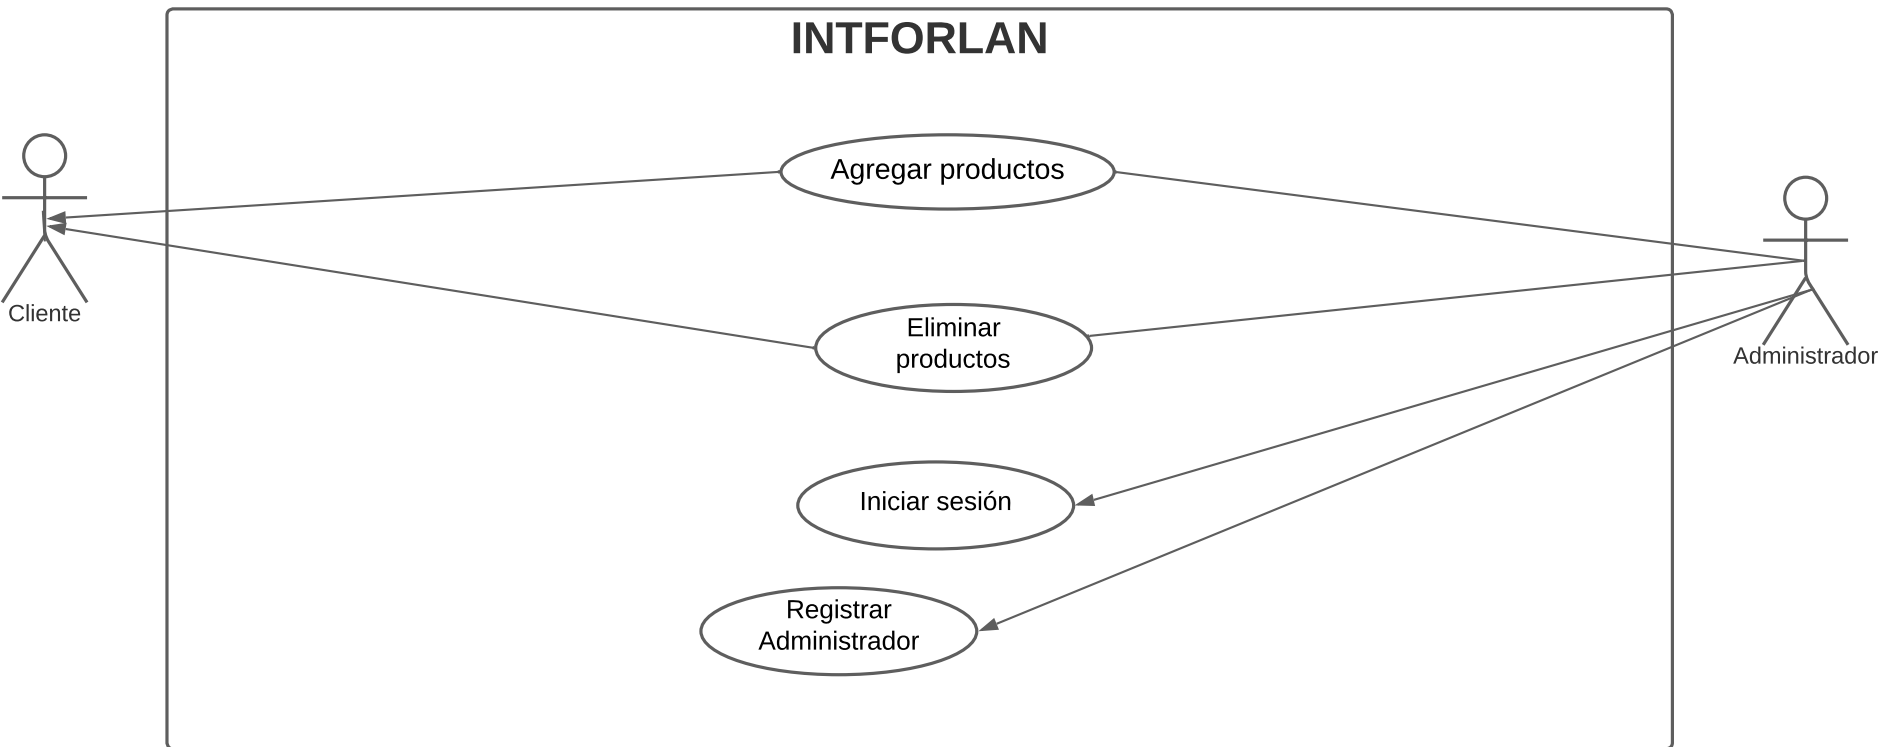 INTFORLAN
Agregar productos
Cliente
Eliminar
productos
Administrador
Iniciar sesión
Registrar
Administrador